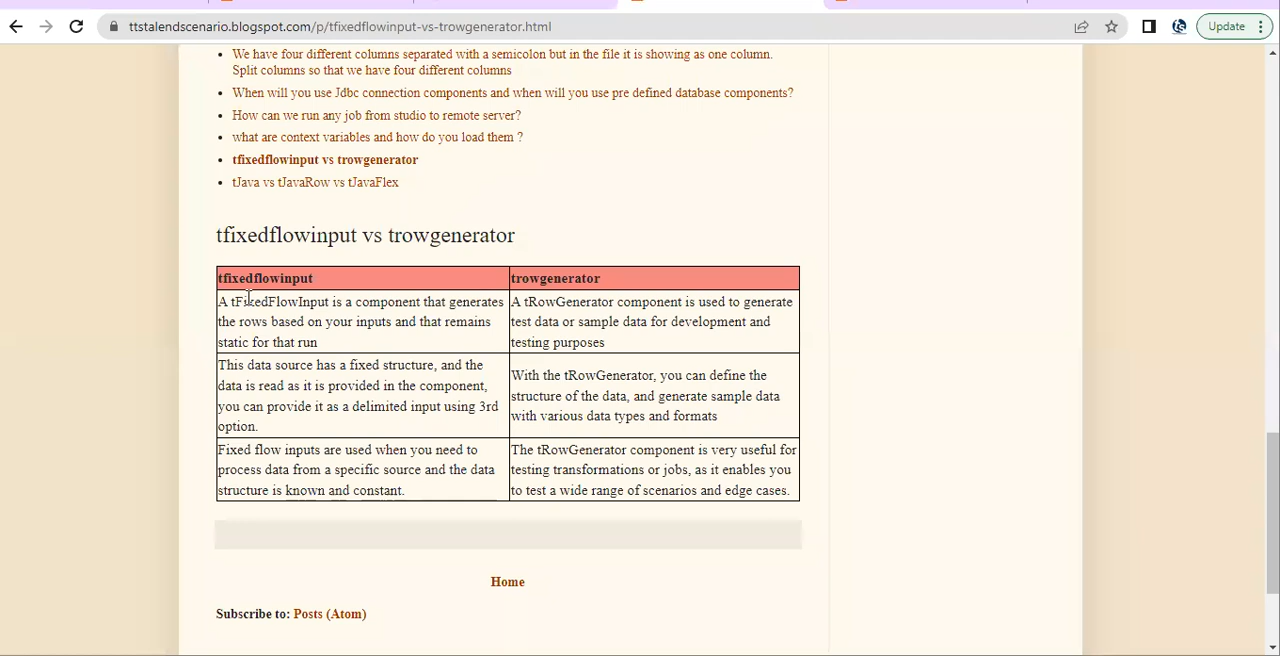 ttstalendscenario.blogspot.com/p/tfixedflowinput-vs-trowgenerator.html
Update
We have four different columns separated with a semicolon but in the file it is showing as one column.
Split columns so that we have four different columns
When will you use Jdbc connection components and when will you use pre defined database components?
How can we run any job from studio to remote server?
what are context variables and how do you load them ?
tfixedflowinput vs trowgenerator
tJava vs tJavaRow vs tJavaFlex
tfixedflowinput vs trowgenerator
tfixedflowinput
trowgenerator
A tFixedFlowInput is a component that generates
the rows based on your inputs and that remains
static for that run
A tRowGenerator component is used to generate
test data or sample data for development and
testing purposes
This data source has a fixed structure, and the
data is read as it is provided in the component,
you can provide it as a delimited input using 3rd
option.
With the tRowGenerator, you can define the
structure of the data, and generate sample data
with various data types and formats
Fixed flow inputs are used when you need to
process data from a specific source and the data
structure is known and constant.
The tRowGenerator component is very useful for
testing transformations or jobs, as it enables you
to test a wide range of scenarios and edge cases.
Home
Subscribe to: Posts (Atom)